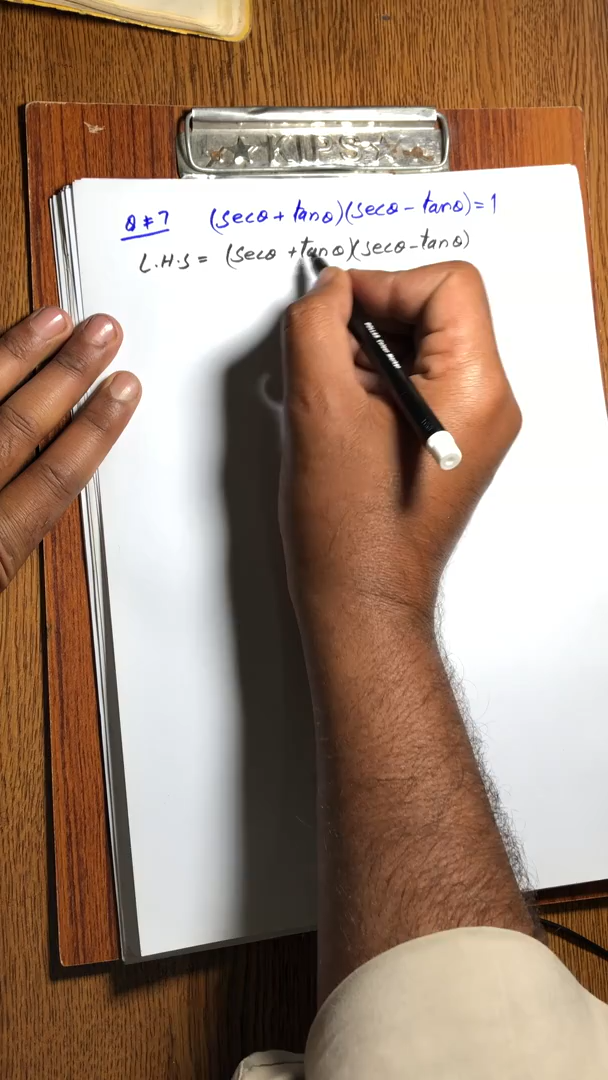 KIPS
Q # 7 (secθ + tanθ)(secθ - tanθ) = 1
L.H.S = (secθ + tanθ)(secθ - tanθ)